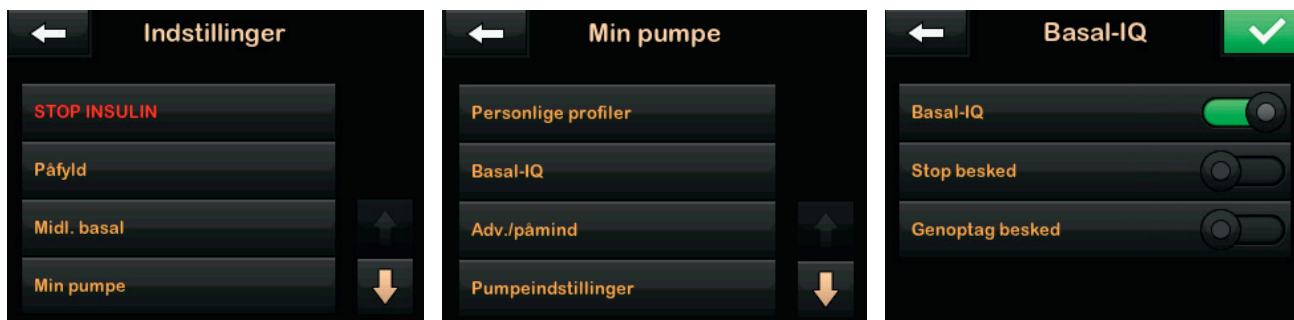 Indstillinger
STOP INSULIN
Påfyld
Midl. basal
Min pumpe
Min pumpe
Personlige profiler
Basal-IQ
Adv./påmind
Pumpeindstillinger
Basal-IQ
Basal-IQ
Stop besked
Genoptag besked